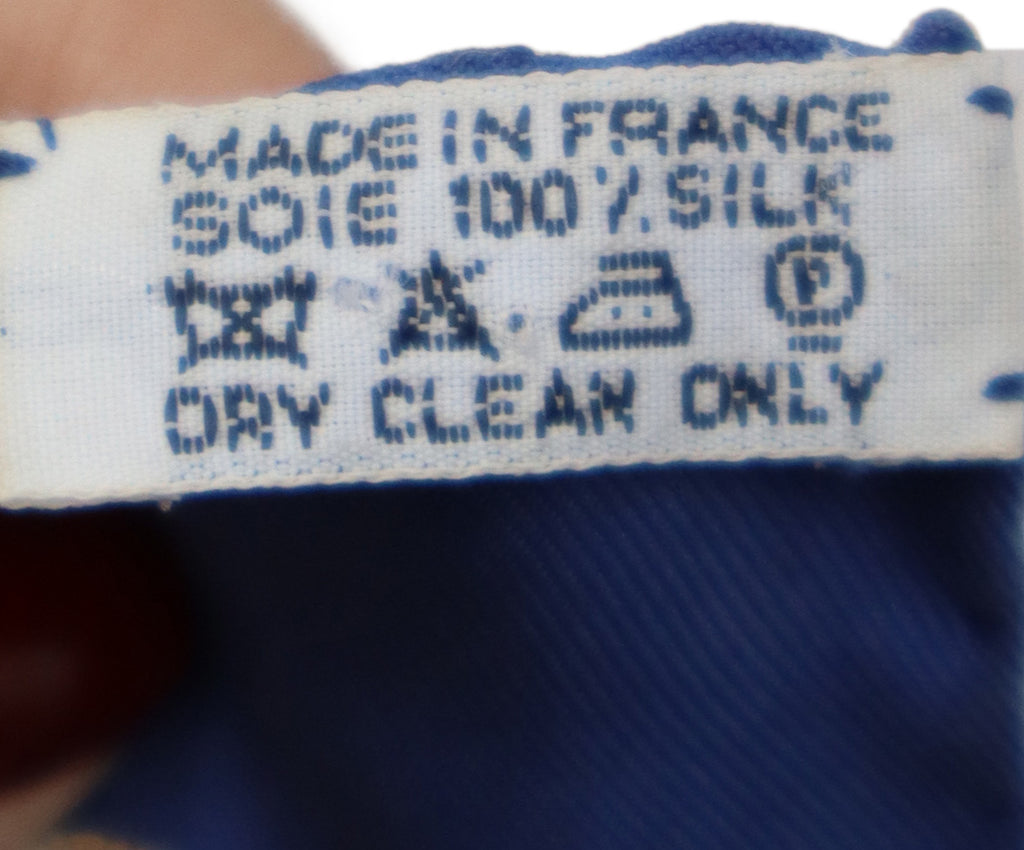 MADE IN FRANCE
SOIE 100% SILK
P
DRY CLEAN ONLY